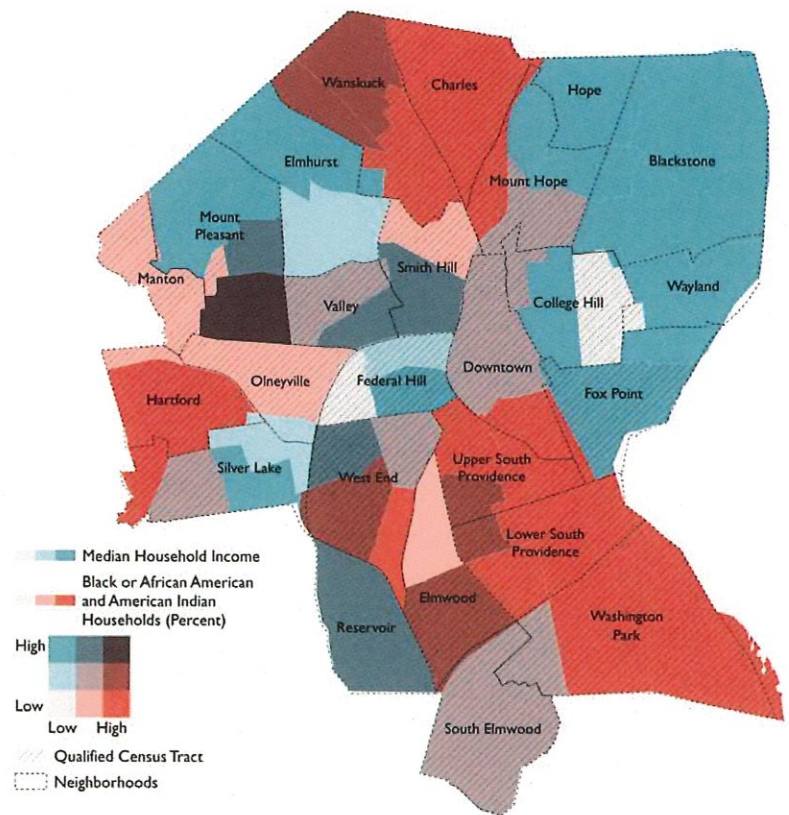 Wanskuck
Charles
Hope
Elmhurst
Blackstone
Mount Hope
Mount
Pleasant
Smith Hill
Manton
Valley
College Hill
Wayland
Olneyville
Federal Hill
Downtown
Hartford
Fox Point
Silver Lake
West End
Upper South
Providence
Lower South
Providence
Elmwood
Reservoir
Washington
Park
South Elmwood
Median Household Income
Black or African American
and American Indian
Households (Percent)
High
Low
Low High
Qualified Census Tract
Neighborhoods